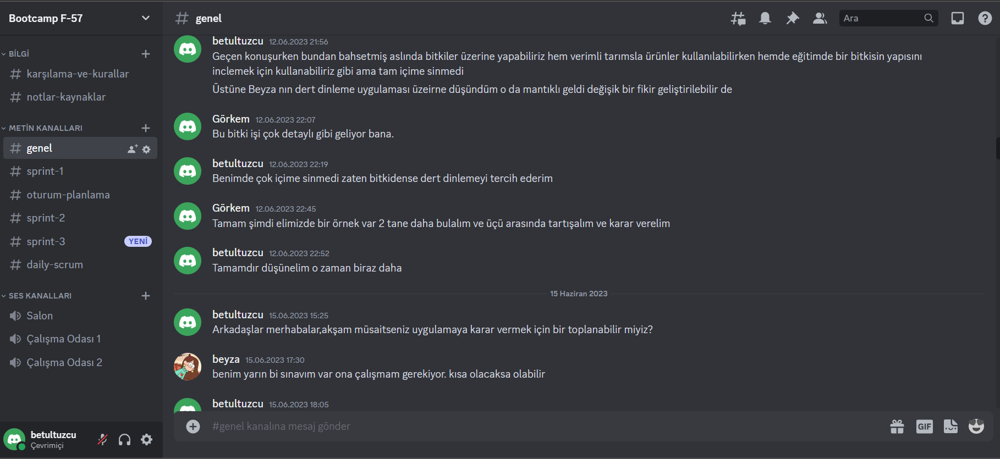 Bootcamp F-57
BİLGİ
karşılama-ve-kurallar
notlar-kaynaklar
METİN KANALLARI
genel
sprint-1
oturum-planlama
sprint-2
sprint-3
YENİ
daily-scrum
SES KANALLARI
Salon
Çalışma Odası 1
Çalışma Odası 2
betultuzcu
Çevrimiçi
genel
Ara
betultuzcu 12.06.2023 21:56
Geçen konuşurken bundan bahsetmiş aslında bitkiler üzerine yapabiliriz hem verimli tarımsla ürünler kullanılabilirken hemde eğitimde bir bitkisin yapısını
inclemek için kullanabiliriz gibi ama tam içime sinmedi
Üstüne Beyza nın dert dinleme uygulaması üzeirne düşündüm o da mantıklı geldi değişik bir fikir geliştirilebilir de
Görkem 12.06.2023 22:07
Bu bitki işi çok detaylı gibi geliyor bana.
betultuzcu 12.06.2023 22:19
Benimde çok içime sinmedi zaten bitkidense dert dinlemeyi tercih ederim
Görkem 12.06.2023 22:45
Tamam şimdi elimizde bir örnek var 2 tane daha bulalım ve üçü arasında tartışalım ve karar verelim
betultuzcu 12.06.2023 22:52
Tamamdır düşünelim o zaman biraz daha
15 Haziran 2023
betultuzcu 15.06.2023 15:25
Arkadaşlar merhabalar,akşam müsaitseniz uygulamaya karar vermek için bir toplanabilir miyiz?
beyza 15.06.2023 17:30
benim yarın bi sınavım var ona çalışmam gerekiyor. kısa olacaksa olabilir
betultuzcu 15.06.2023 18:05
#genel kanalına mesaj gönder
GIF